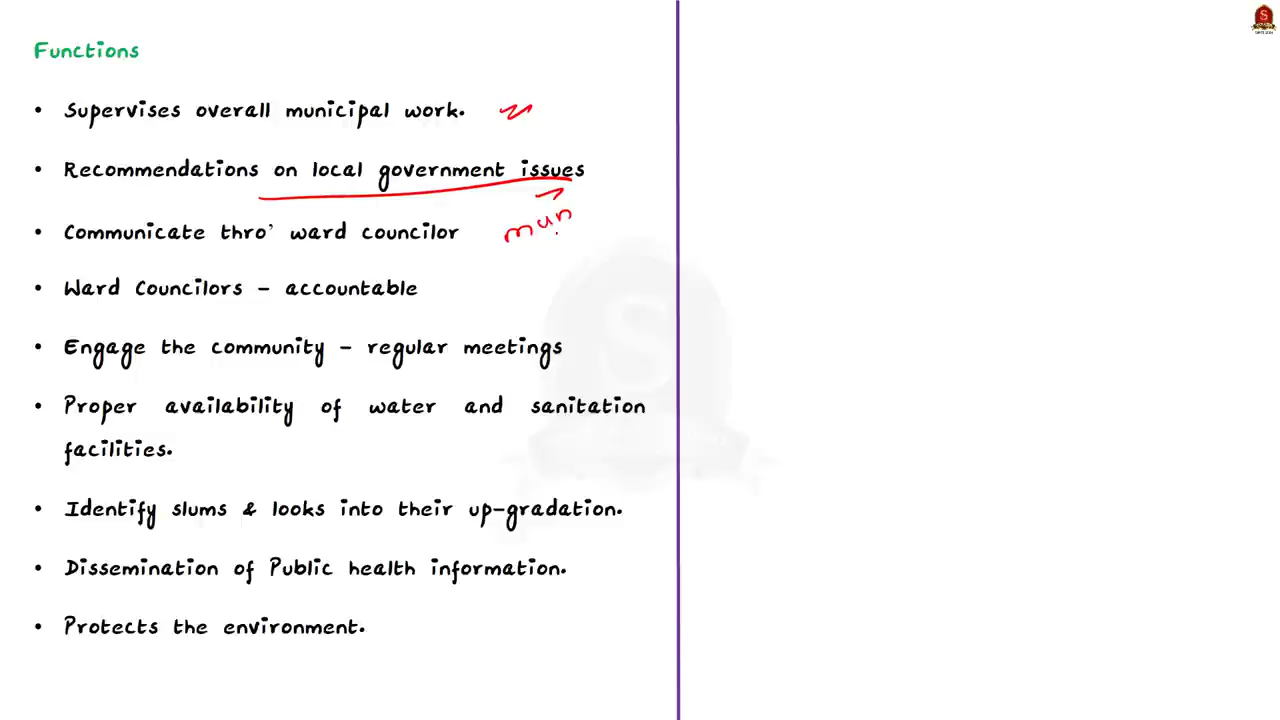 Functions
• Supervises overall municipal work.
• Recommendations on local government issues
• Communicate thro' ward councilor
mun
• Ward Councilors - accountable
• Engage the community - regular meetings
• Proper availability of water and sanitation
facilities.
• Identify slums & looks into their up-gradation.
• Dissemination of Public health information.
• Protects the environment.